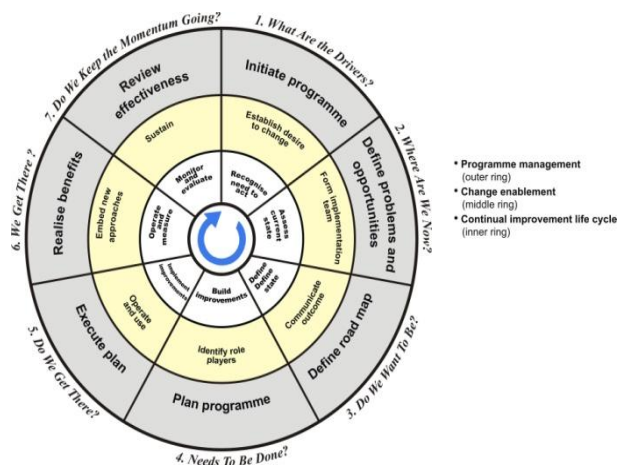 1. What Are the Drivers?
2. Where Are We Now?
3. Do We Want To Be?
4. Needs To Be Done?
5. Do We Get There?
6. We Get There ?
7. Do We Keep the Momentum Going?
Initiate programme
Define problems and
opportunities
Define road map
Plan programme
Execute plan
Realise benefits
Review
effectiveness
Establish desire
to change
Form implementation
team
Communicate
outcome
Identify role
players
Operate
and use
Embed new
approaches
Sustain
Recognise
need to
act
Assess
current
state
Define
Define
state
Build
improvements
Implement
improvements
Operate
and
measure
Monitor
and
evaluate
• Programme management
(outer ring)
• Change enablement
(middle ring)
• Continual improvement life cycle
(inner ring)